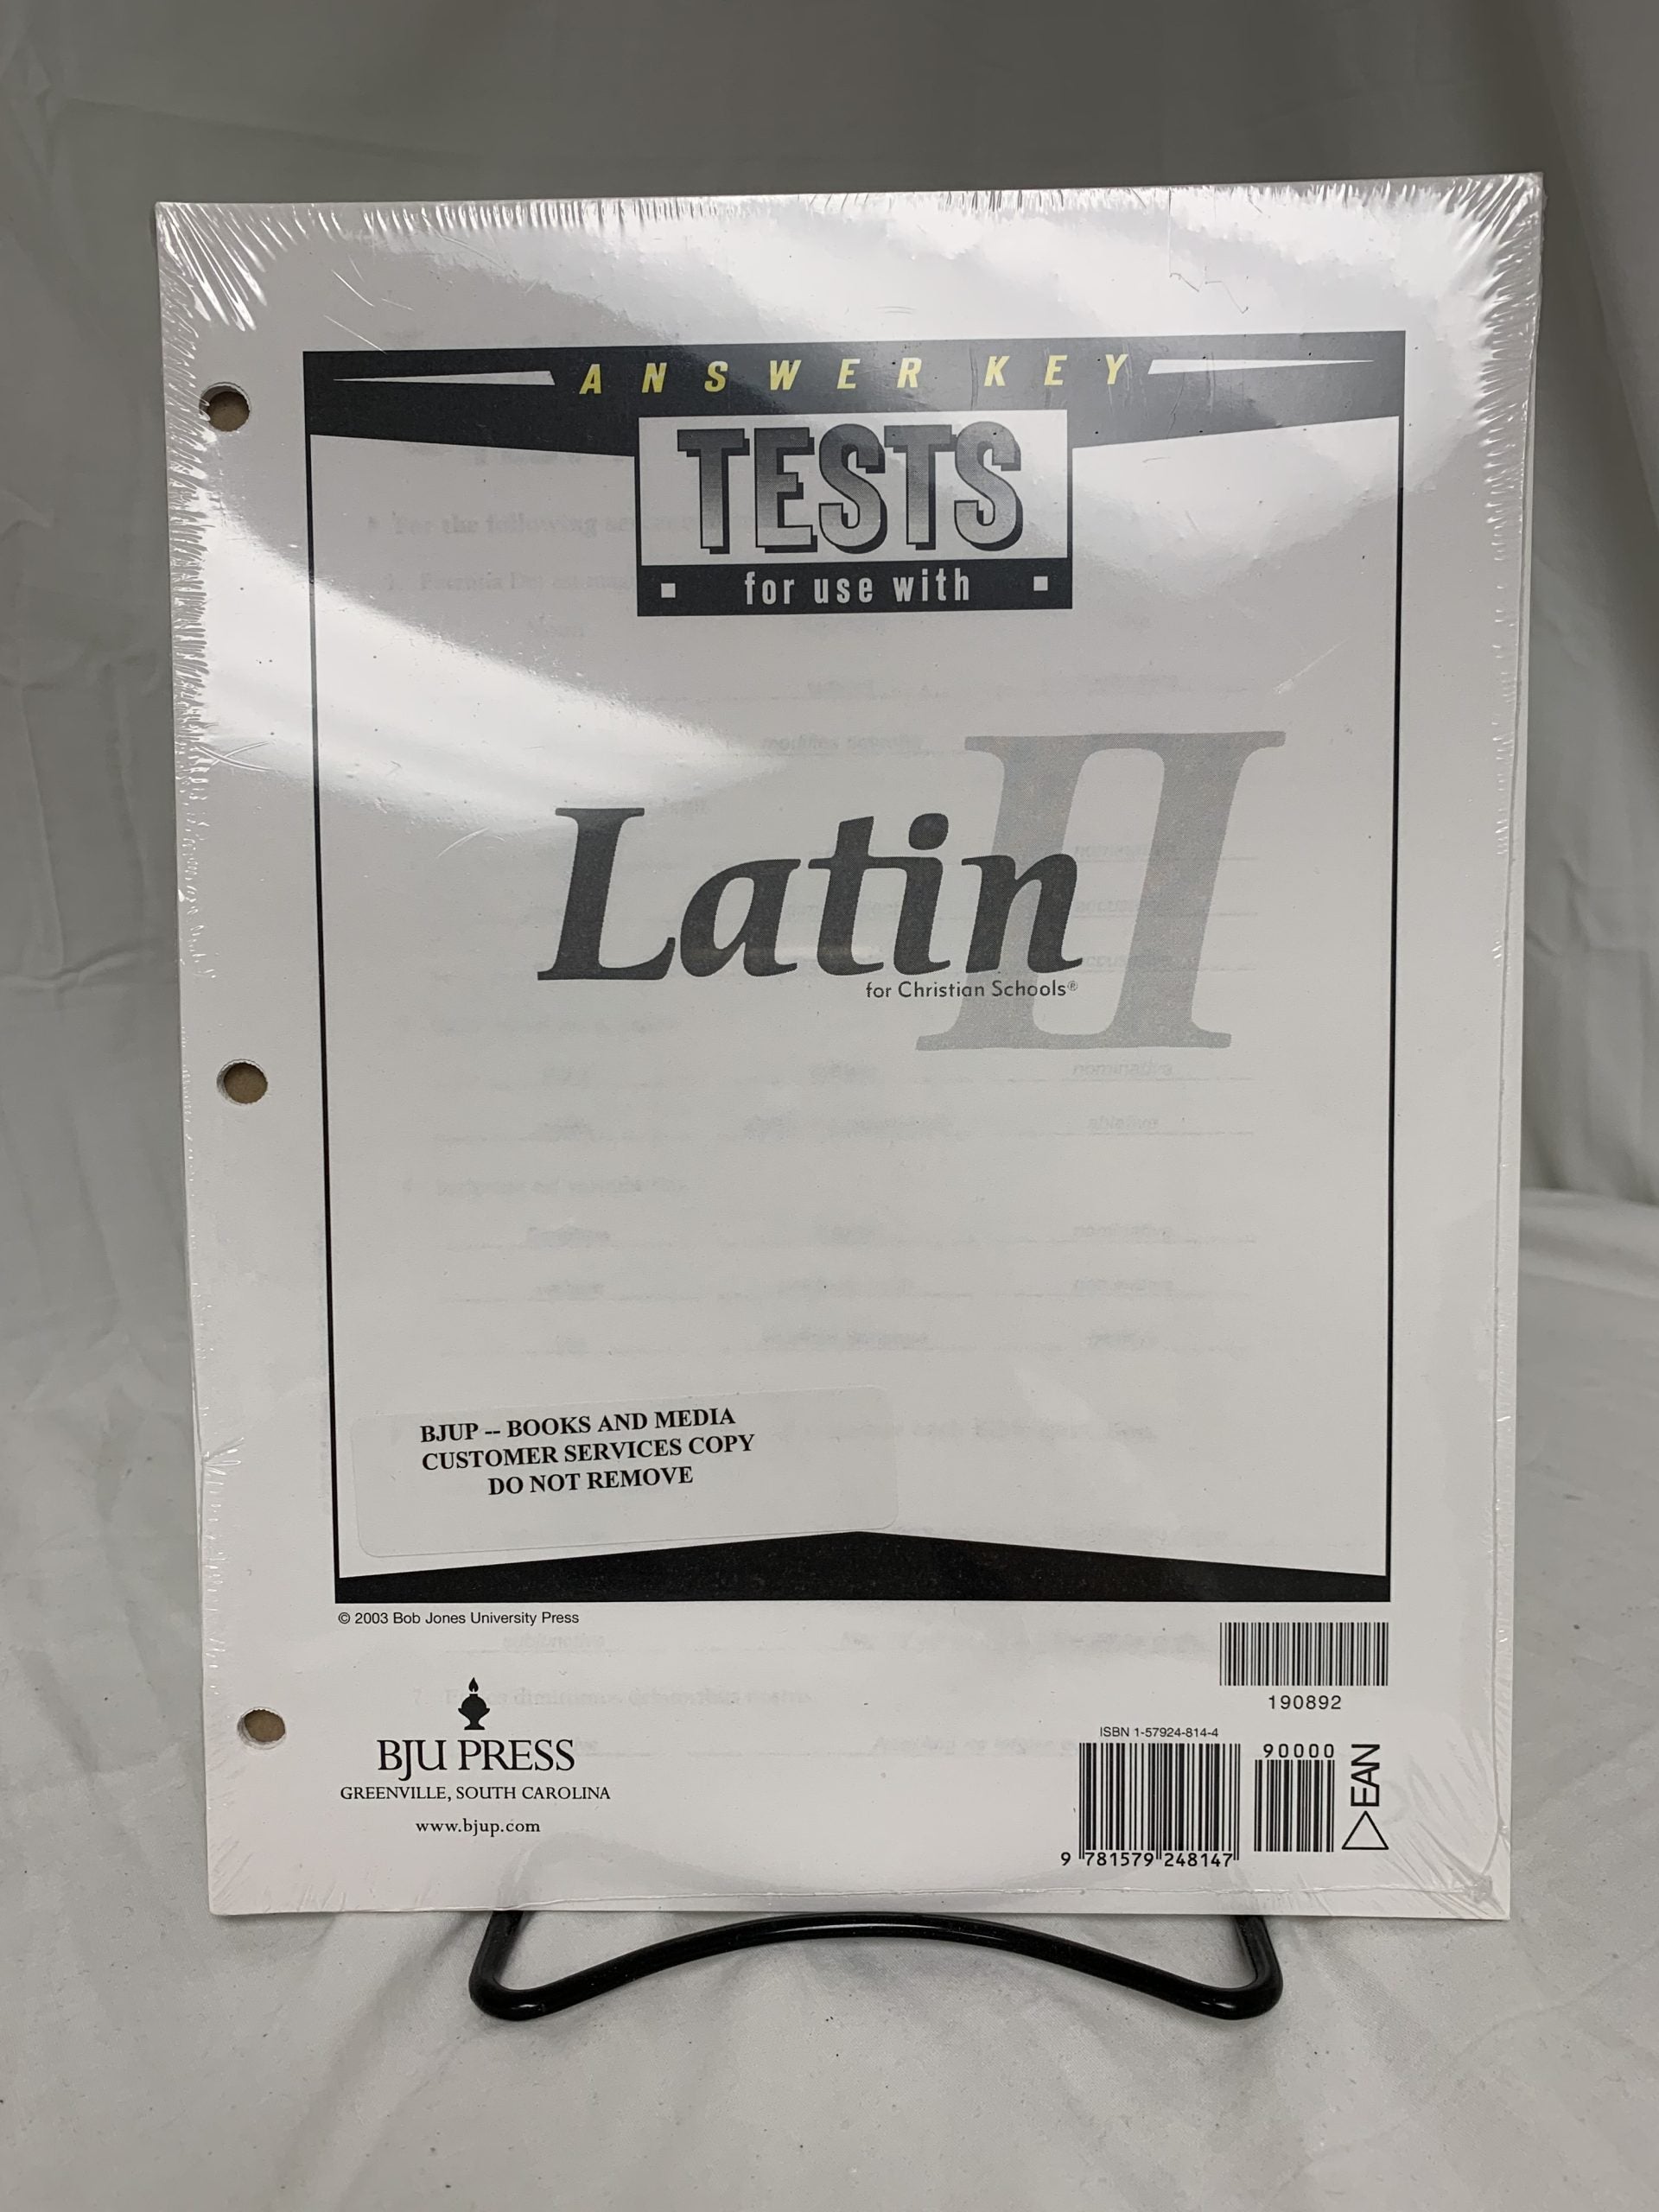 ANSWER KEY
TESTS
for use with
Latin II
for Christian Schools®
BJUP -- BOOKS AND MEDIA
CUSTOMER SERVICES COPY
DO NOT REMOVE
© 2003 Bob Jones University Press
BJU PRESS
GREENVILLE, SOUTH CAROLINA
www.bjup.com
190892
ISBN 1-57924-814-4
90000
EAN
9 781579 248147